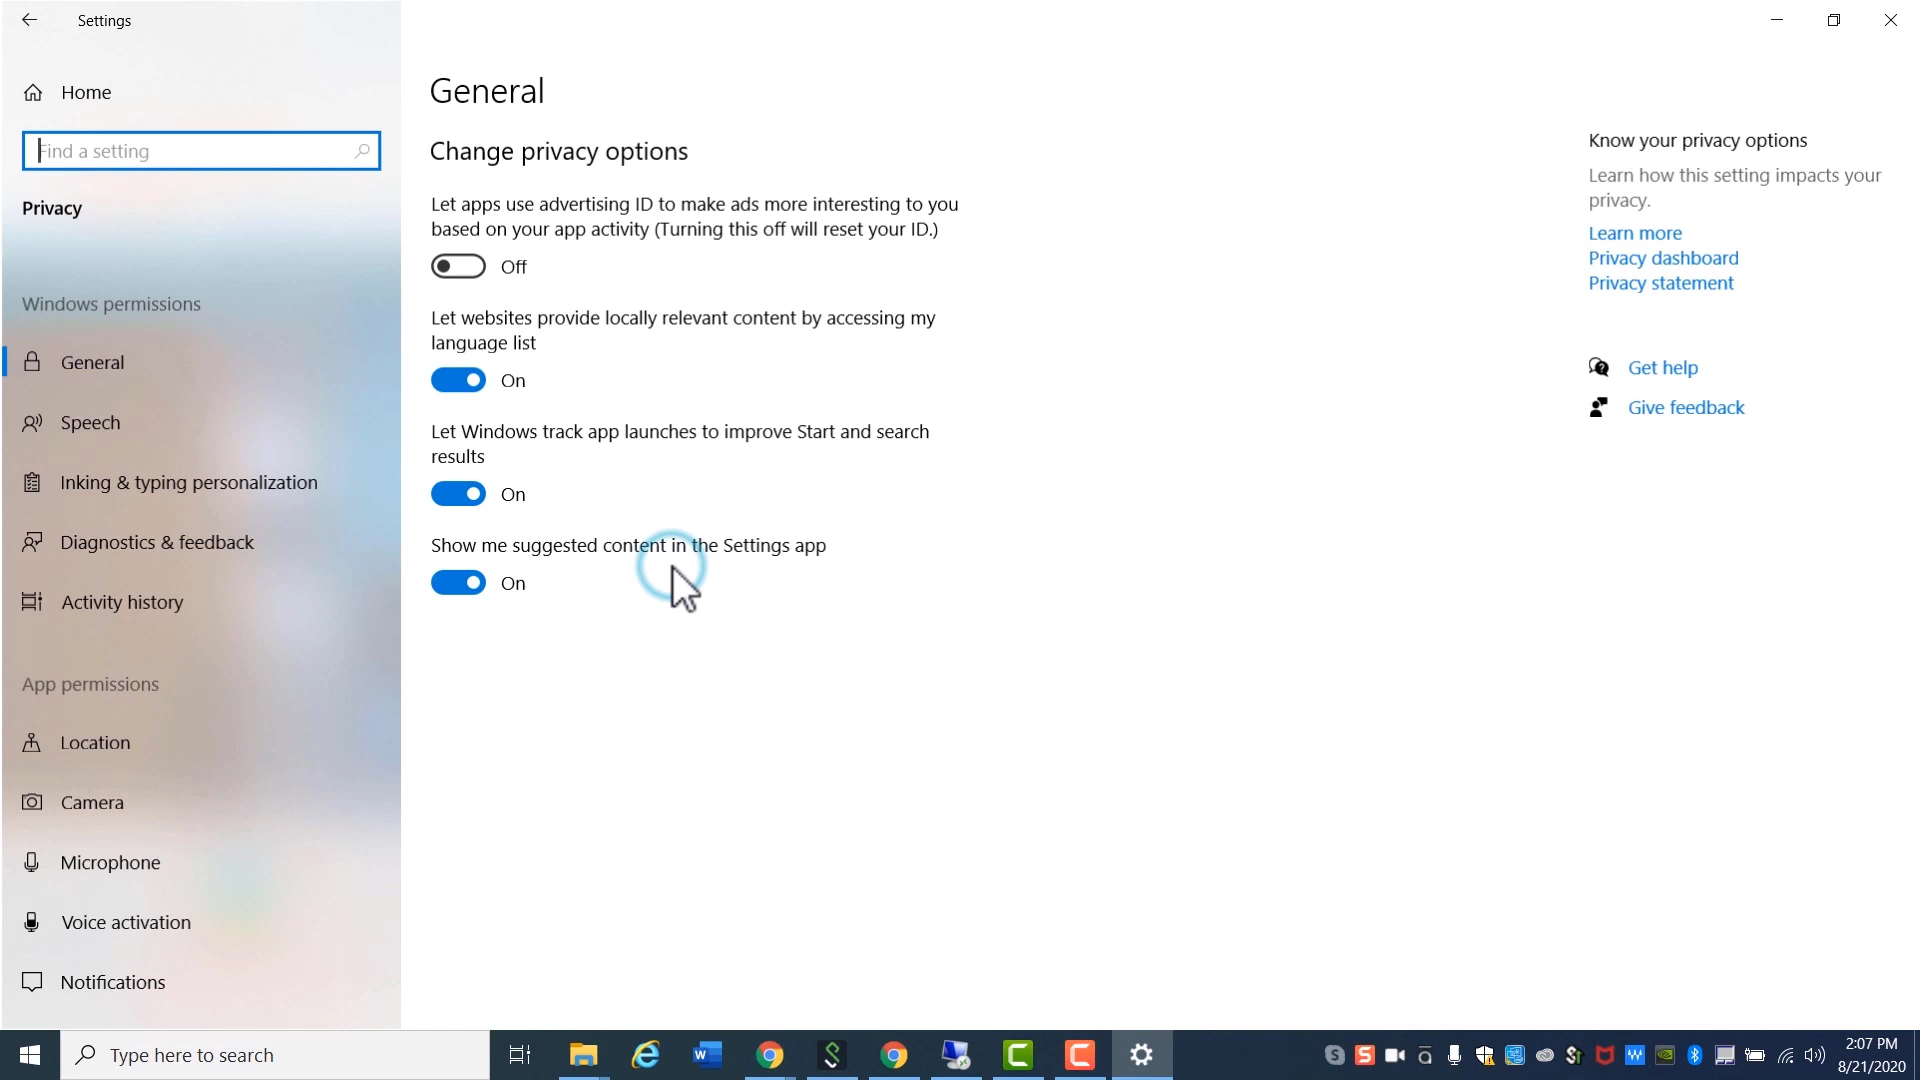 Settings
Home
Find a setting
Privacy
Windows permissions
General
Speech
Inking & typing personalization
Diagnostics & feedback
Activity history
App permissions
Location
Camera
Microphone
Voice activation
Notifications
General
Change privacy options
Let apps use advertising ID to make ads more interesting to you
based on your app activity (Turning this off will reset your ID.)
Off
Let websites provide locally relevant content by accessing my
language list
On
Let Windows track app launches to improve Start and search
results
On
Show me suggested content in the Settings app
On
Know your privacy options
Learn how this setting impacts your
privacy.
Learn more
Privacy dashboard
Privacy statement
Get help
Give feedback
Type here to search
2:07 PM
8/21/2020